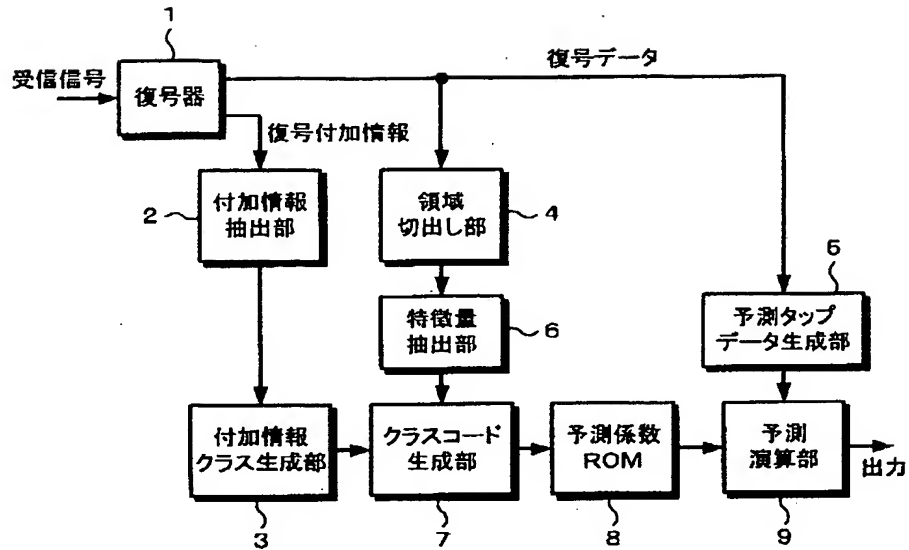 1
受信信号
復号器
復号データ
復号付加情報
2
付加情報
抽出部
領域
切出し部
4
特徴量
抽出部
6
5
予測タップ
データ生成部
付加情報
クラス生成部
クラスコード
生成部
予測係数
ROM
予測
演算部
出力
3
7
8
9